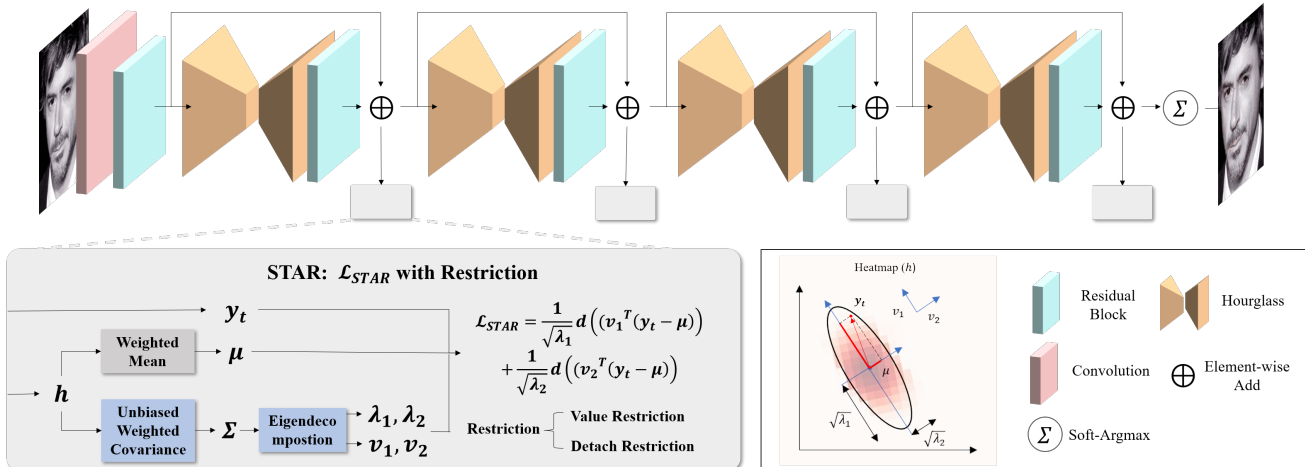 Σ
STAR: ℒ_STAR with Restriction
y_t
Weighted
Mean
μ
h
Unbiased
Weighted
Covariance
Σ
Eigendeco
mpostion
λ₁, λ₂
v₁, v₂
ℒ_STAR = 1/√λ₁ d((v₁ᵀ(y_t − μ))
+ 1/√λ₂ d((v₂ᵀ(y_t − μ))
Restriction
Value Restriction
Detach Restriction
Heatmap (h)
y_t
v₁
v₂
μ
√λ₁
√λ₂
Residual
Block
Hourglass
Convolution
Element-wise
Add
Σ
Soft-Argmax